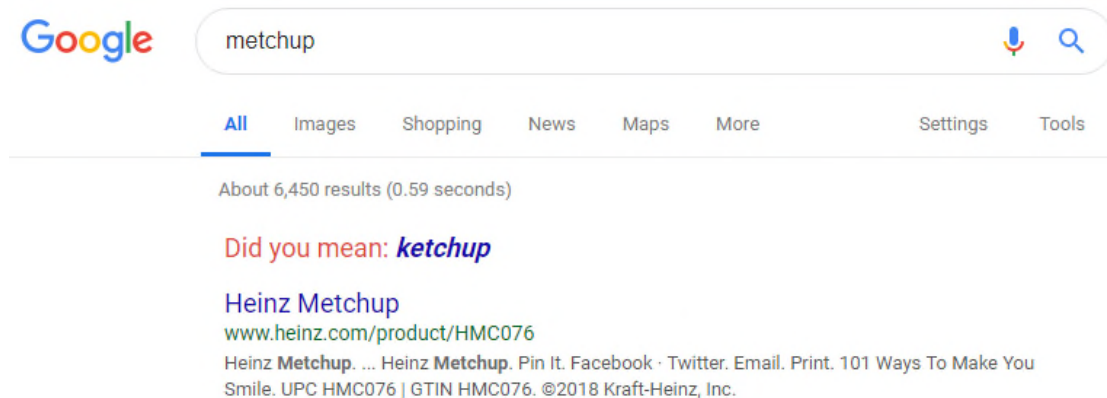 Google
metchup
All Images Shopping News Maps More Settings Tools
About 6,450 results (0.59 seconds)
Did you mean: ketchup
Heinz Metchup
www.heinz.com/product/HMC076
Heinz Metchup. ... Heinz Metchup. Pin It. Facebook · Twitter. Email. Print. 101 Ways To Make You
Smile. UPC HMC076 | GTIN HMC076. ©2018 Kraft-Heinz, Inc.